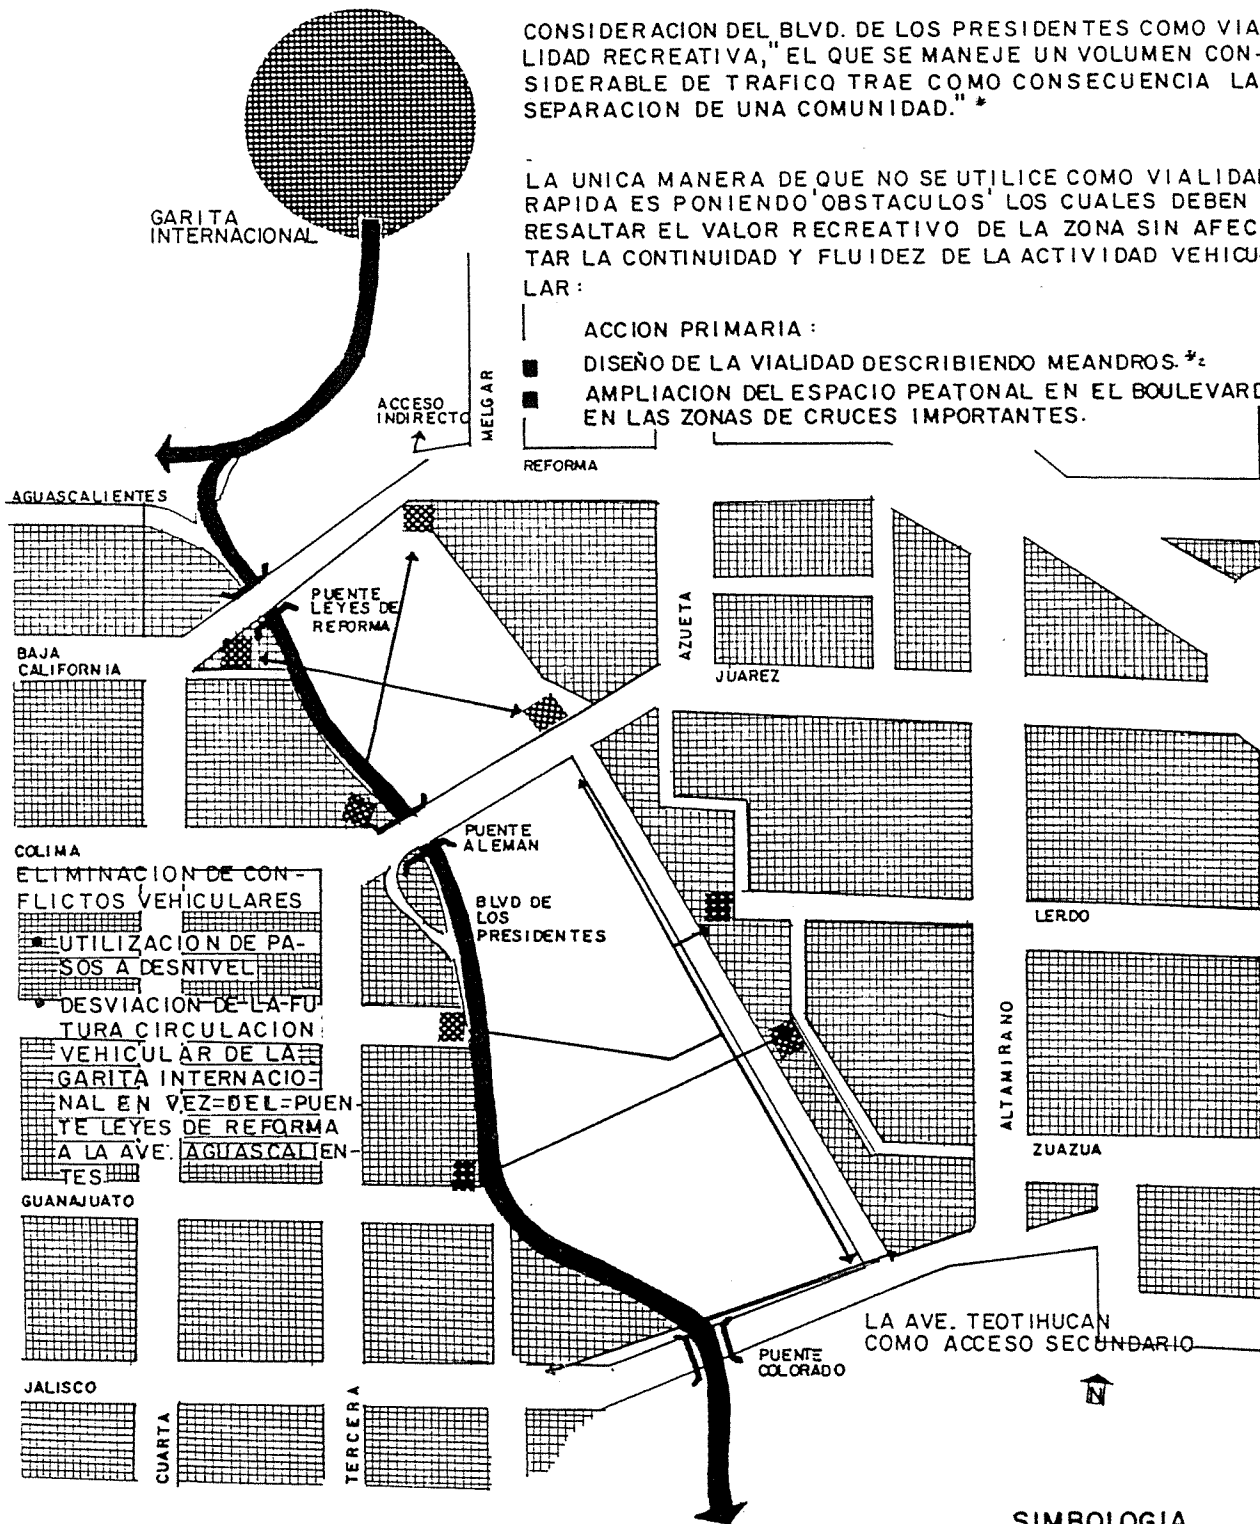 CONSIDERACION DEL BLVD. DE LOS PRESIDENTES COMO VIA-
LIDAD RECREATIVA," EL QUE SE MANEJE UN VOLUMEN CON-
SIDERABLE DE TRAFICO TRAE COMO CONSECUENCIA LA
SEPARACION DE UNA COMUNIDAD." *
LA UNICA MANERA DE QUE NO SE UTILICE COMO VIALIDAD
RAPIDA ES PONIENDO 'OBSTACULOS' LOS CUALES DEBEN
RESALTAR EL VALOR RECREATIVO DE LA ZONA SIN AFEC-
TAR LA CONTINUIDAD Y FLUIDEZ DE LA ACTIVIDAD VEHICU-
LAR :
ACCION PRIMARIA :
DISEÑO DE LA VIALIDAD DESCRIBIENDO MEANDROS. *2
AMPLIACION DEL ESPACIO PEATONAL EN EL BOULEVARD
EN LAS ZONAS DE CRUCES IMPORTANTES.
GARITA
INTERNACIONAL
ACCESO
INDIRECTO
MELGAR
REFORMA
AGUASCALIENTES
PUENTE
LEYES DE
REFORMA
AZUETA
BAJA
CALIFORNIA
JUAREZ
COLIMA
PUENTE
ALEMAN
ELIMINACION DE CON-
FLICTOS VEHICULARES
UTILIZACION DE PA-
SOS A DESNIVEL
DESVIACION DE LA FU
TURA CIRCULACION
VEHICULAR DE LA
GARITA INTERNACIO-
NAL EN VEZ DEL PUEN-
TE LEYES DE REFORMA
A LA AVE. AGUASCALIEN-
TES
BLVD DE
LOS
PRESIDENTES
LERDO
ALTAMIRANO
ZUAZUA
GUANAJUATO
LA AVE. TEOTIHUCAN
COMO ACCESO SECUNDARIO
PUENTE
COLORADO
N
JALISCO
CUARTA
TERCERA
SIMBOLOGIA